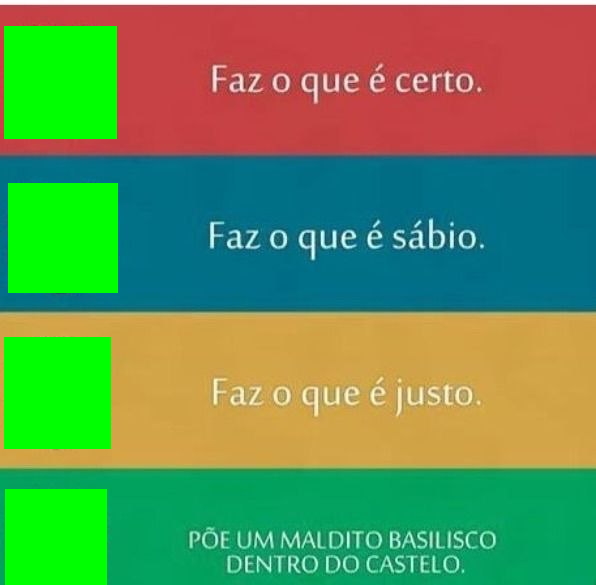 Faz o que é certo.
Faz o que é sábio.
Faz o que é justo.
PÕE UM MALDITO BASILISCO
DENTRO DO CASTELO.